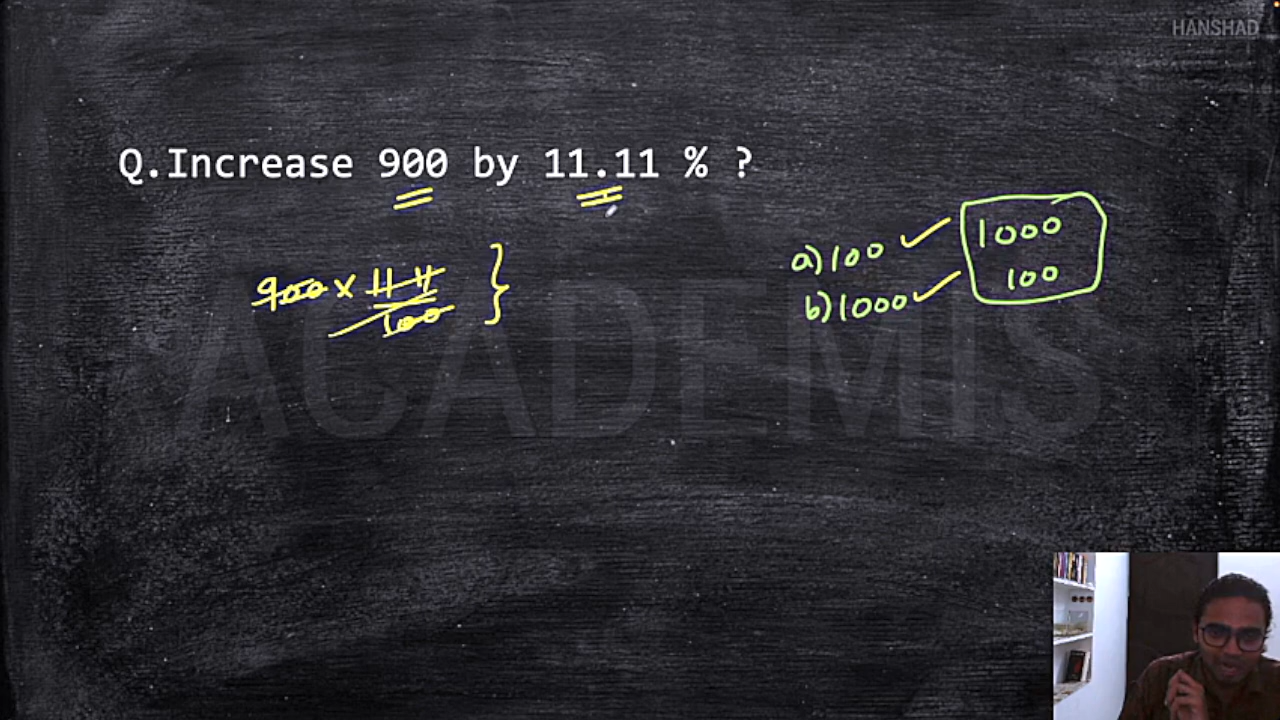 HANSHAD
Q.Increase 900 by 11.11 % ?
900 × 11.11
100
a) 100
b) 1000
1000
100
ACADEMIS